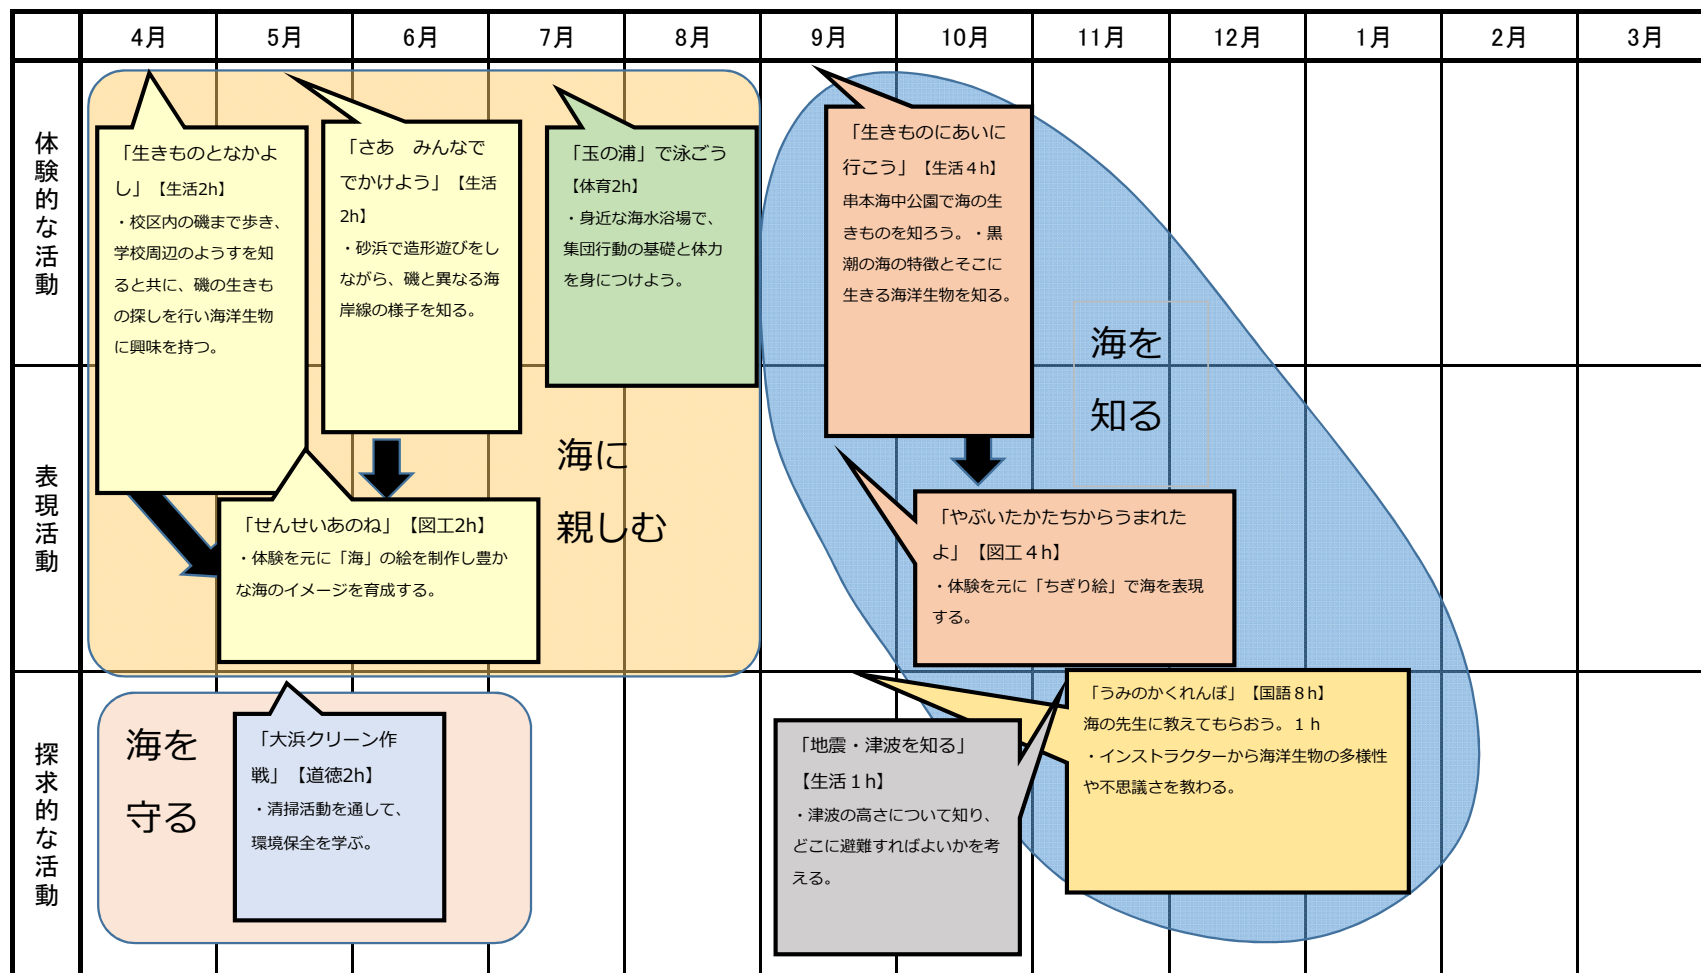 4月 5月 6月 7月 8月 9月 10月 11月 12月 1月 2月 3月
体験的な活動
「生きものとなかよ
し」【生活2h】
・校区内の磯まで歩き、
学校周辺のようすを知
ると共に、磯の生きも
の探しを行い海洋生物
に興味を持つ。
「さあ　みんなで
でかけよう」【生活
2h】
・砂浜で造形遊びをし
ながら、磯と異なる海
岸線の様子を知る。
「玉の浦」で泳ごう
【体育2h】
・身近な海水浴場で、
集団行動の基礎と体力
を身につけよう。
「生きものにあいに
行こう」【生活４h】
串本海中公園で海の生
きものを知ろう。・黒
潮の海の特徴とそこに
生きる海洋生物を知る。
海を
知る
表現活動
海に
親しむ
「せんせいあのね」【図工2h】
・体験を元に「海」の絵を制作し豊か
な海のイメージを育成する。
「やぶいたかたちからうまれた
よ」【図工４h】
・体験を元に「ちぎり絵」で海を表現
する。
探求的な活動
海を
守る
「大浜クリーン作
戦」【道徳2h】
・清掃活動を通して、
環境保全を学ぶ。
「地震・津波を知る」
【生活１h】
・津波の高さについて知り、
どこに避難すればよいかを考
える。
「うみのかくれんぼ」【国語８h】
海の先生に教えてもらおう。１h
・インストラクターから海洋生物の多様性
や不思議さを教わる。